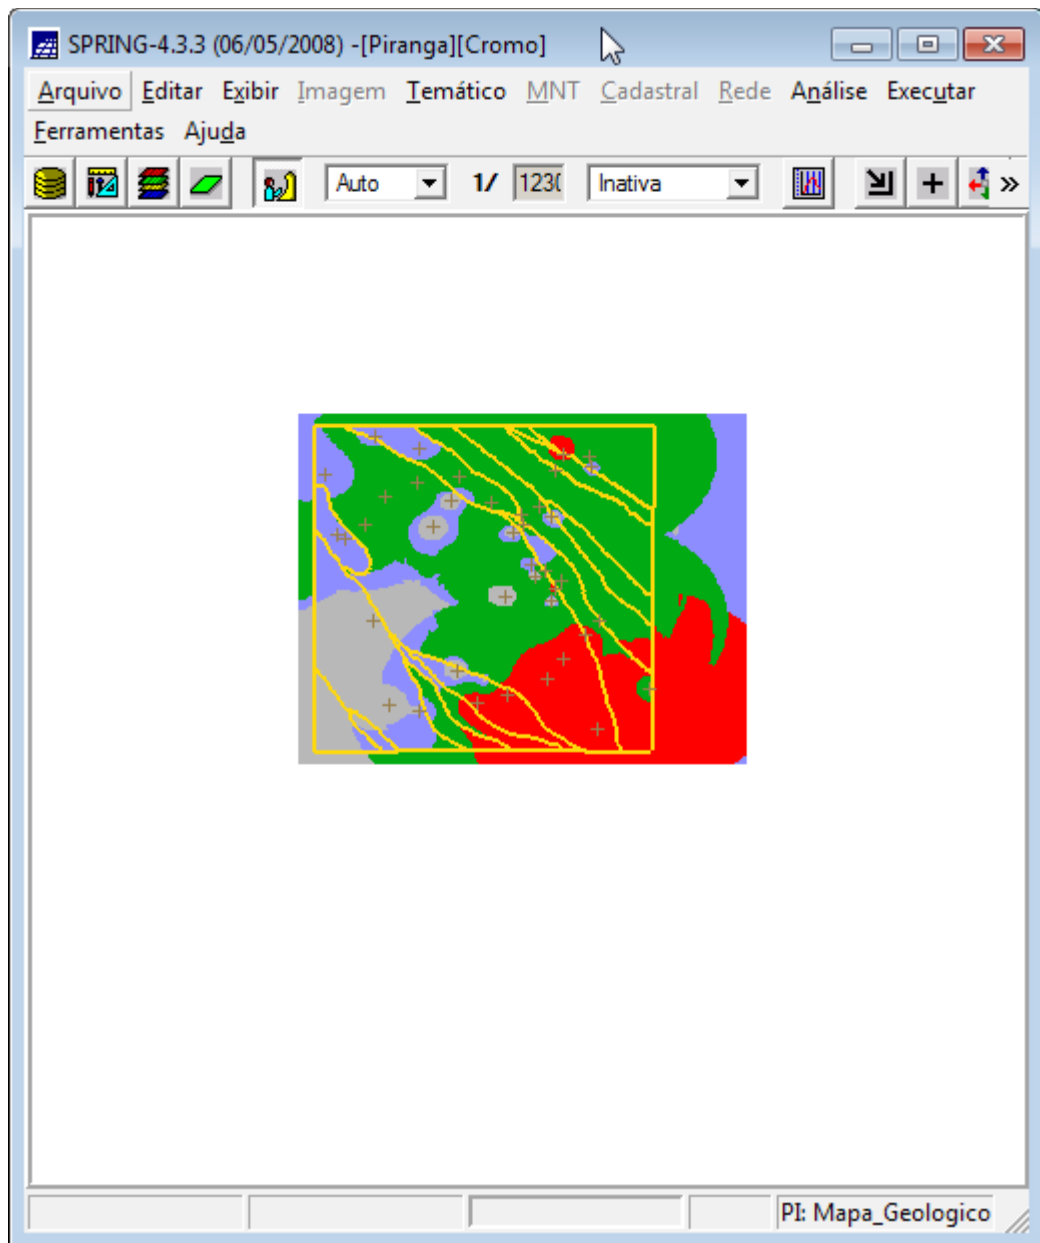 SPRING-4.3.3 (06/05/2008) -[Piranga][Cromo]
Arquivo Editar Exibir Imagem Temático MNT Cadastral Rede Análise Executar
Ferramentas Ajuda
Auto 1/ Inativa »
PI: Mapa_Geologico